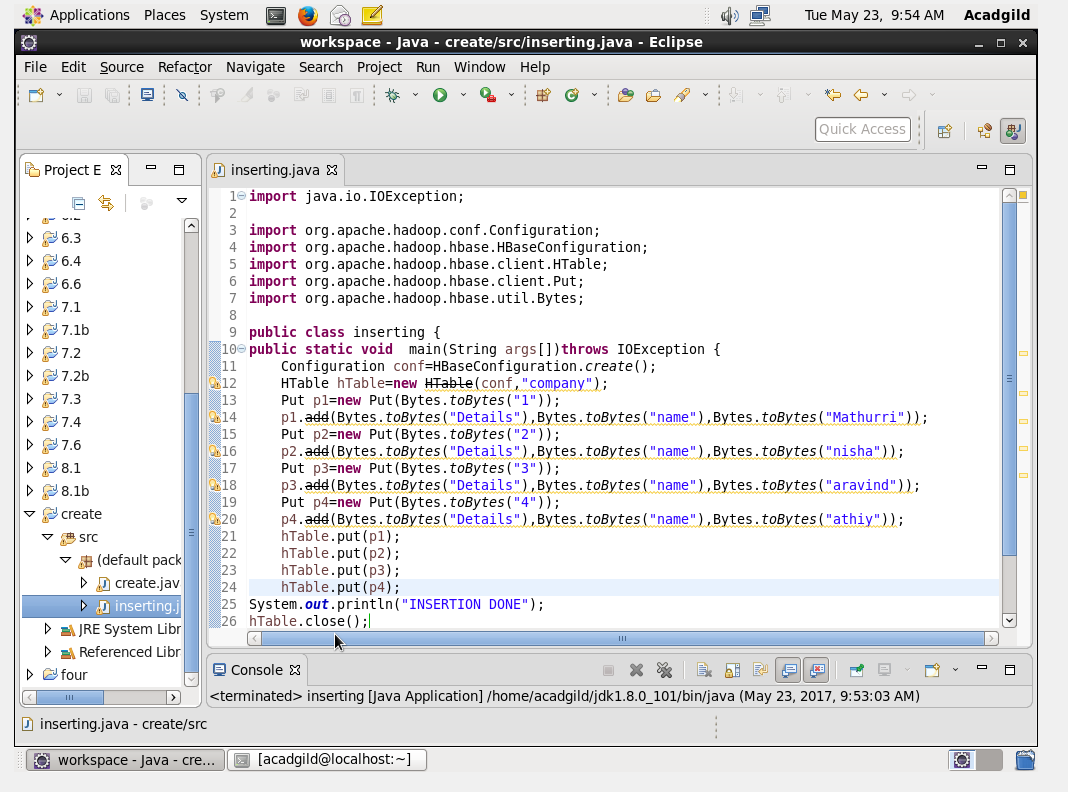 Applications Places System Tue May 23, 9:54 AM Acadgild
workspace - Java - create/src/inserting.java - Eclipse
File Edit Source Refactor Navigate Search Project Run Window Help
Quick Access
Project E
6.2
6.3
6.4
6.6
7.1
7.1b
7.2
7.2b
7.3
7.4
7.6
8.1
8.1b
create
src
(default pack
create.jav
inserting.j
JRE System Libr
Referenced Libr
four
inserting.java
1 import java.io.IOException;
2
3 import org.apache.hadoop.conf.Configuration;
4 import org.apache.hadoop.hbase.HBaseConfiguration;
5 import org.apache.hadoop.hbase.client.HTable;
6 import org.apache.hadoop.hbase.client.Put;
7 import org.apache.hadoop.hbase.util.Bytes;
8
9 public class inserting {
10 public static void  main(String args[])throws IOException {
11     Configuration conf=HBaseConfiguration.create();
12     HTable hTable=new HTable(conf,"company");
13     Put p1=new Put(Bytes.toBytes("1"));
14     p1.add(Bytes.toBytes("Details"),Bytes.toBytes("name"),Bytes.toBytes("Mathurri"));
15     Put p2=new Put(Bytes.toBytes("2"));
16     p2.add(Bytes.toBytes("Details"),Bytes.toBytes("name"),Bytes.toBytes("nisha"));
17     Put p3=new Put(Bytes.toBytes("3"));
18     p3.add(Bytes.toBytes("Details"),Bytes.toBytes("name"),Bytes.toBytes("aravind"));
19     Put p4=new Put(Bytes.toBytes("4"));
20     p4.add(Bytes.toBytes("Details"),Bytes.toBytes("name"),Bytes.toBytes("athiy"));
21     hTable.put(p1);
22     hTable.put(p2);
23     hTable.put(p3);
24     hTable.put(p4);
25 System.out.println("INSERTION DONE");
26 hTable.close();
Console
<terminated> inserting [Java Application] /home/acadgild/jdk1.8.0_101/bin/java (May 23, 2017, 9:53:03 AM)
inserting.java - create/src
workspace - Java - cre... [acadgild@localhost:~]